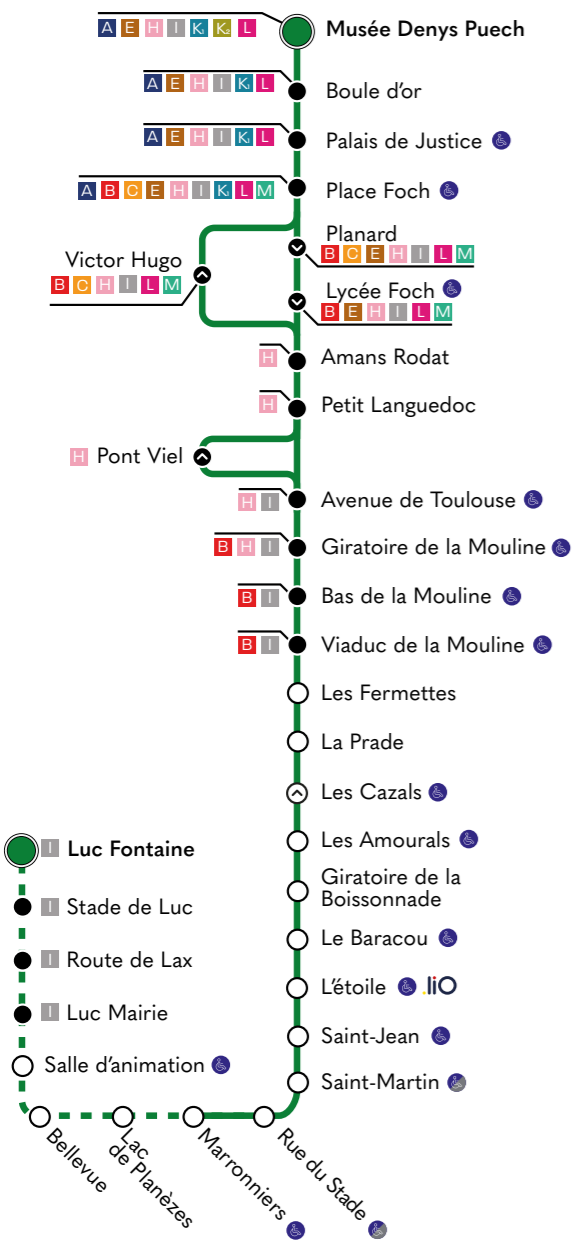 A E H I K1 K2 L
Musée Denys Puech
A E H I K1 L
Boule d'or
A E H I K1 L
Palais de Justice
A B C E H I K1 L M
Place Foch
Planard
B C E H I L M
Victor Hugo
B C H I L M
Lycée Foch
B E H I L M
H
Amans Rodat
H
Petit Languedoc
H Pont Viel
H I
Avenue de Toulouse
B H I
Giratoire de la Mouline
B I
Bas de la Mouline
B I
Viaduc de la Mouline
Les Fermettes
La Prade
Les Cazals
Les Amourals
Giratoire de la
Boissonnade
Le Baracou
L'étoile liO
Saint-Jean
Saint-Martin
Rue du Stade
Marronniers
Lac
de Planèzes
Bellevue
Salle d'animation
I Luc Mairie
I Route de Lax
I Stade de Luc
I Luc Fontaine